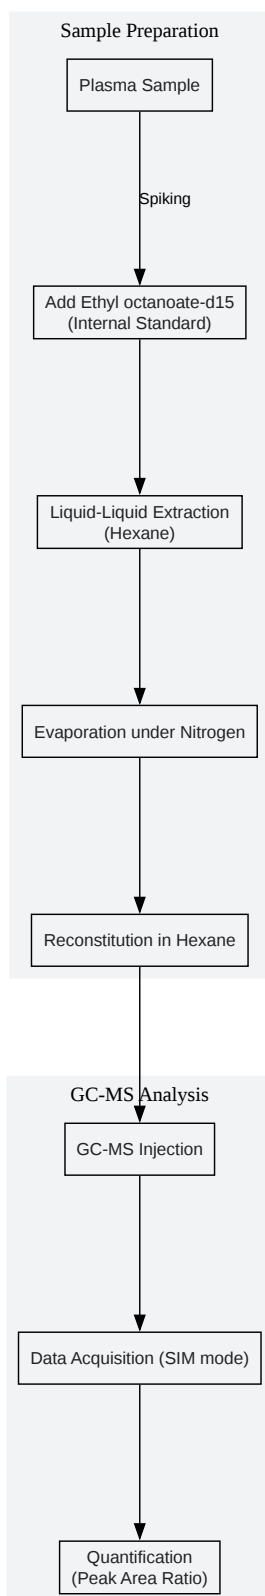 Sample Preparation
Plasma Sample
Spiking
Add Ethyl octanoate-d15
(Internal Standard)
Liquid-Liquid Extraction
(Hexane)
Evaporation under Nitrogen
Reconstitution in Hexane
GC-MS Analysis
GC-MS Injection
Data Acquisition (SIM mode)
Quantification
(Peak Area Ratio)